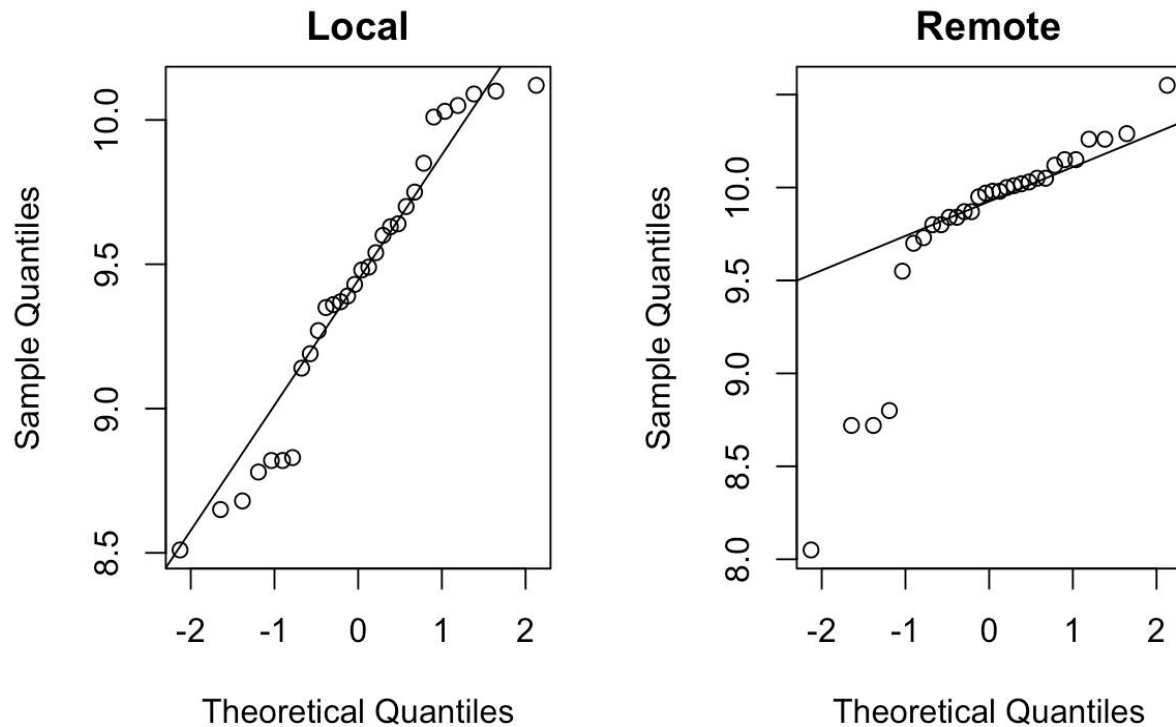 Local
Sample Quantiles
10.0
9.5
9.0
8.5
-2 -1 0 1 2
Theoretical Quantiles
Remote
Sample Quantiles
10.0
9.5
9.0
8.5
8.0
-2 -1 0 1 2
Theoretical Quantiles